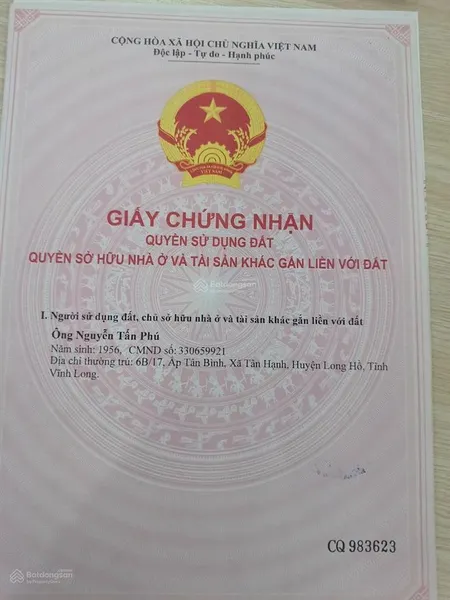 CỘNG HÒA XÃ HỘI CHỦ NGHĨA VIỆT NAM
Độc lập - Tự do - Hạnh phúc
VIỆT NAM
GIẤY CHỨNG NHẬN
QUYỀN SỬ DỤNG ĐẤT
QUYỀN SỞ HỮU NHÀ Ở VÀ TÀI SẢN KHÁC GẮN LIỀN VỚI ĐẤT
Batdongsan
I. Người sử dụng đất, chủ sở hữu nhà ở và tài sản khác gắn liền với đất
Ông Nguyễn Tấn Phú
Năm sinh: 1956, CMND số: 330659921
Địa chỉ thường trú: 6B/17, Ấp Tân Bình, Xã Tân Hạnh, Huyện Long Hồ, Tỉnh
Vĩnh Long.
CQ 983623
Batdongsan